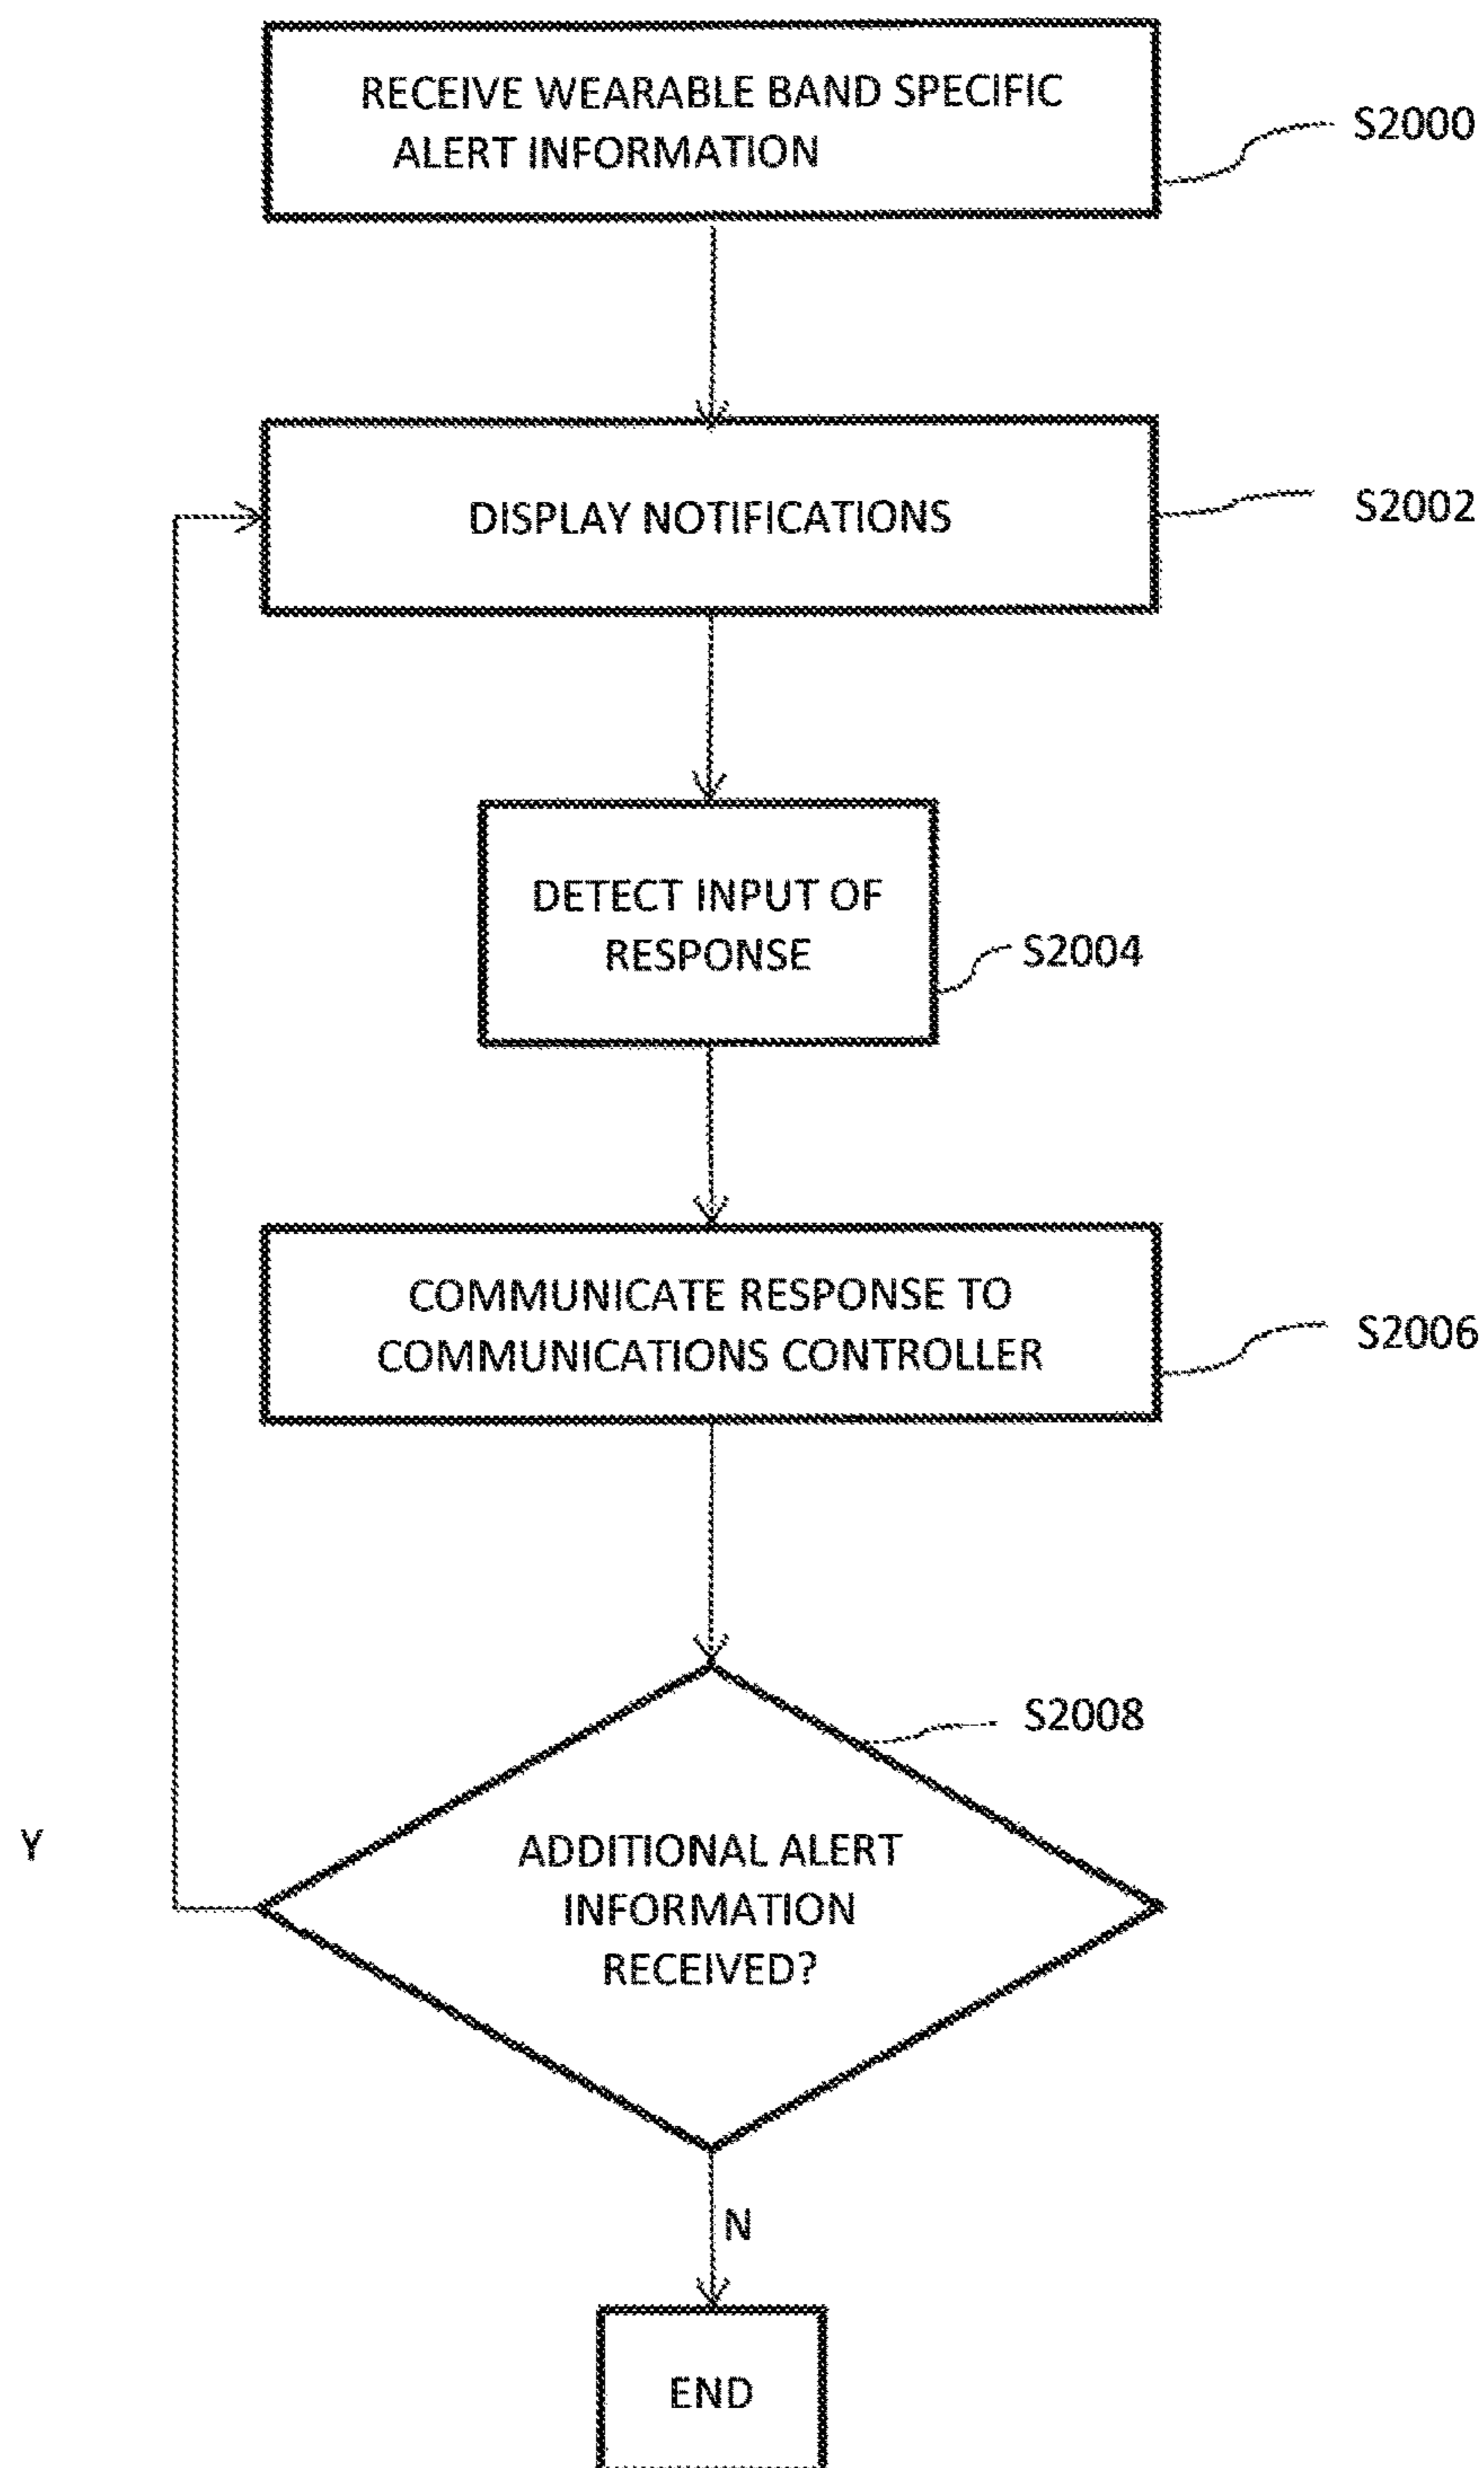 RECEIVE WEARABLE BAND SPECIFIC
ALERT INFORMATION
S2000
DISPLAY NOTIFICATIONS
S2002
DETECT INPUT OF
RESPONSE
S2004
COMMUNICATE RESPONSE TO
COMMUNICATIONS CONTROLLER
S2006
S2008
Y
ADDITIONAL ALERT
INFORMATION
RECEIVED?
N
END